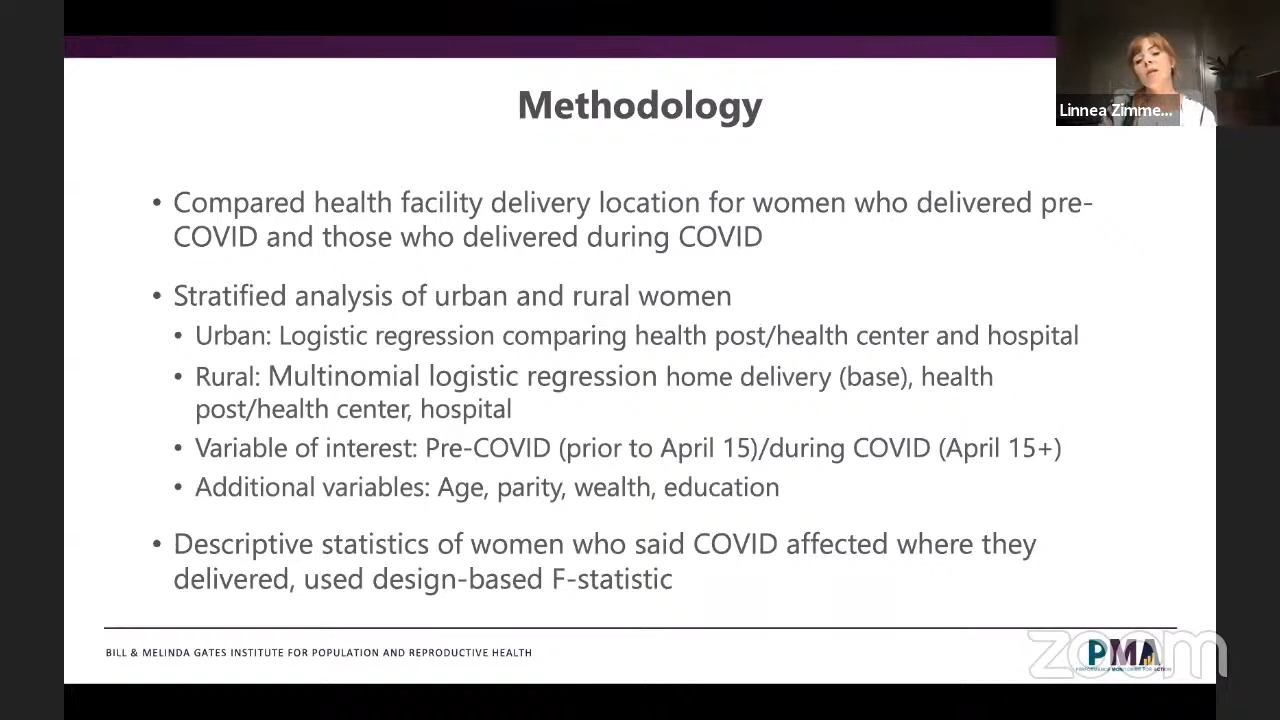 Methodology
Linnea Zimme...
• Compared health facility delivery location for women who delivered pre-
COVID and those who delivered during COVID
• Stratified analysis of urban and rural women
• Urban: Logistic regression comparing health post/health center and hospital
• Rural: Multinomial logistic regression home delivery (base), health
post/health center, hospital
• Variable of interest: Pre-COVID (prior to April 15)/during COVID (April 15+)
• Additional variables: Age, parity, wealth, education
• Descriptive statistics of women who said COVID affected where they
delivered, used design-based F-statistic
BILL & MELINDA GATES INSTITUTE FOR POPULATION AND REPRODUCTIVE HEALTH
PMA
PERFORMANCE MONITORING FOR ACTION
zoom